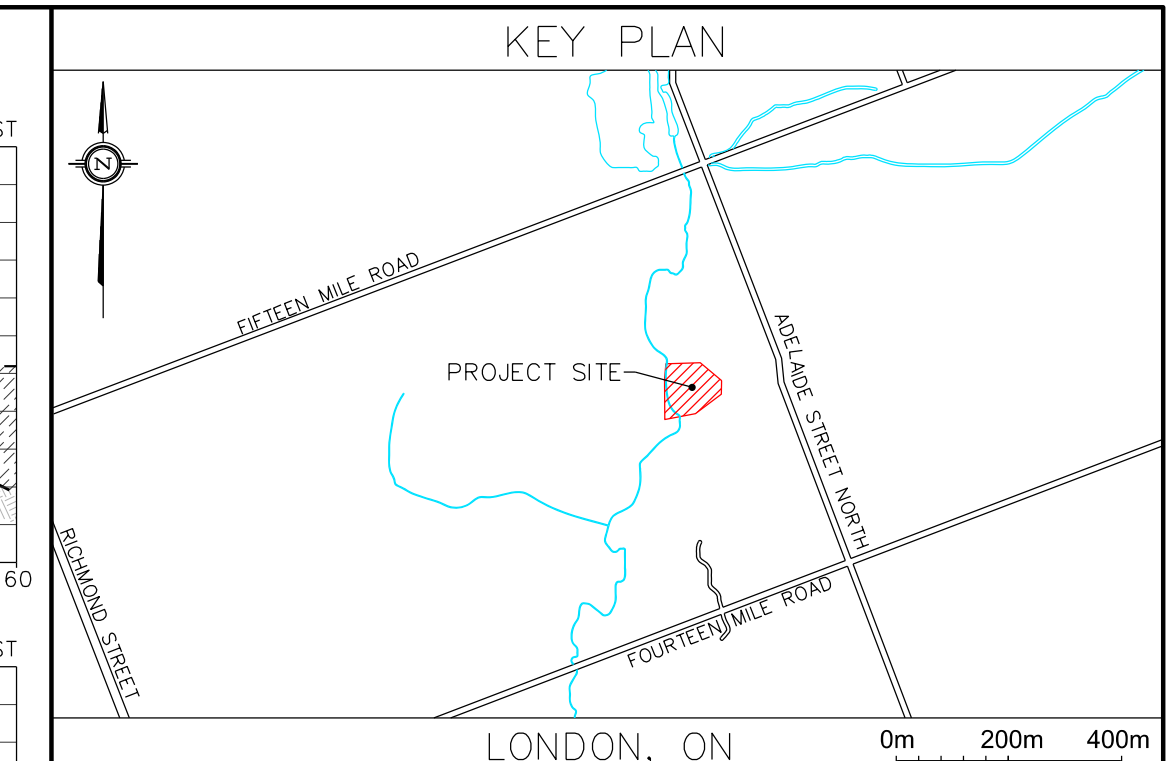 KEY PLAN
ST
N
FIFTEEN MILE ROAD
PROJECT SITE
ADELAIDE STREET NORTH
RICHMOND STREET
60
FOURTEEN MILE ROAD
ST
LONDON, ON
0m 200m 400m